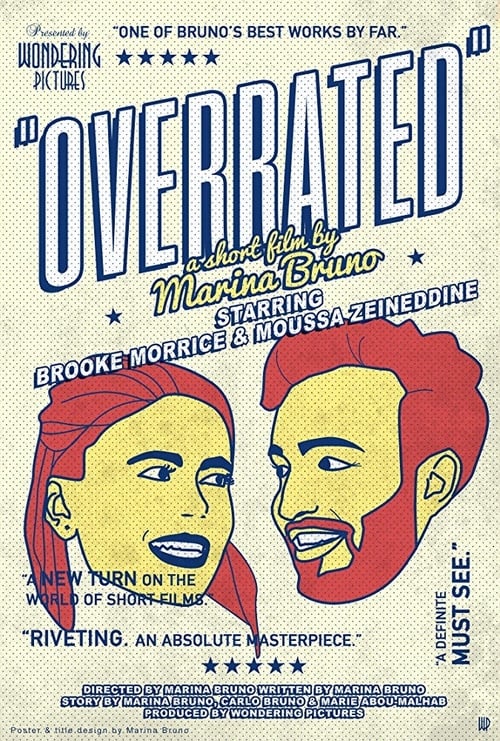 Presented by
WONDERING
PICTURES
"ONE OF BRUNO'S BEST WORKS BY FAR."
"OVERRATED"
a short film by
Marina Bruno
STARRING
BROOKE MORRICE & MOUSSA ZEINEDDINE
"A NEW TURN ON THE
WORLD OF SHORT FILMS."
"RIVETING. AN ABSOLUTE MASTERPIECE."
"A DEFINITE
MUST SEE."
DIRECTED BY MARINA BRUNO WRITTEN BY MARINA BRUNO
STORY BY MARINA BRUNO, CARLO BRUNO & MARIE ABOU-MALHAB
PRODUCED BY WONDERING PICTURES
Poster & title design by Marina Bruno
WP